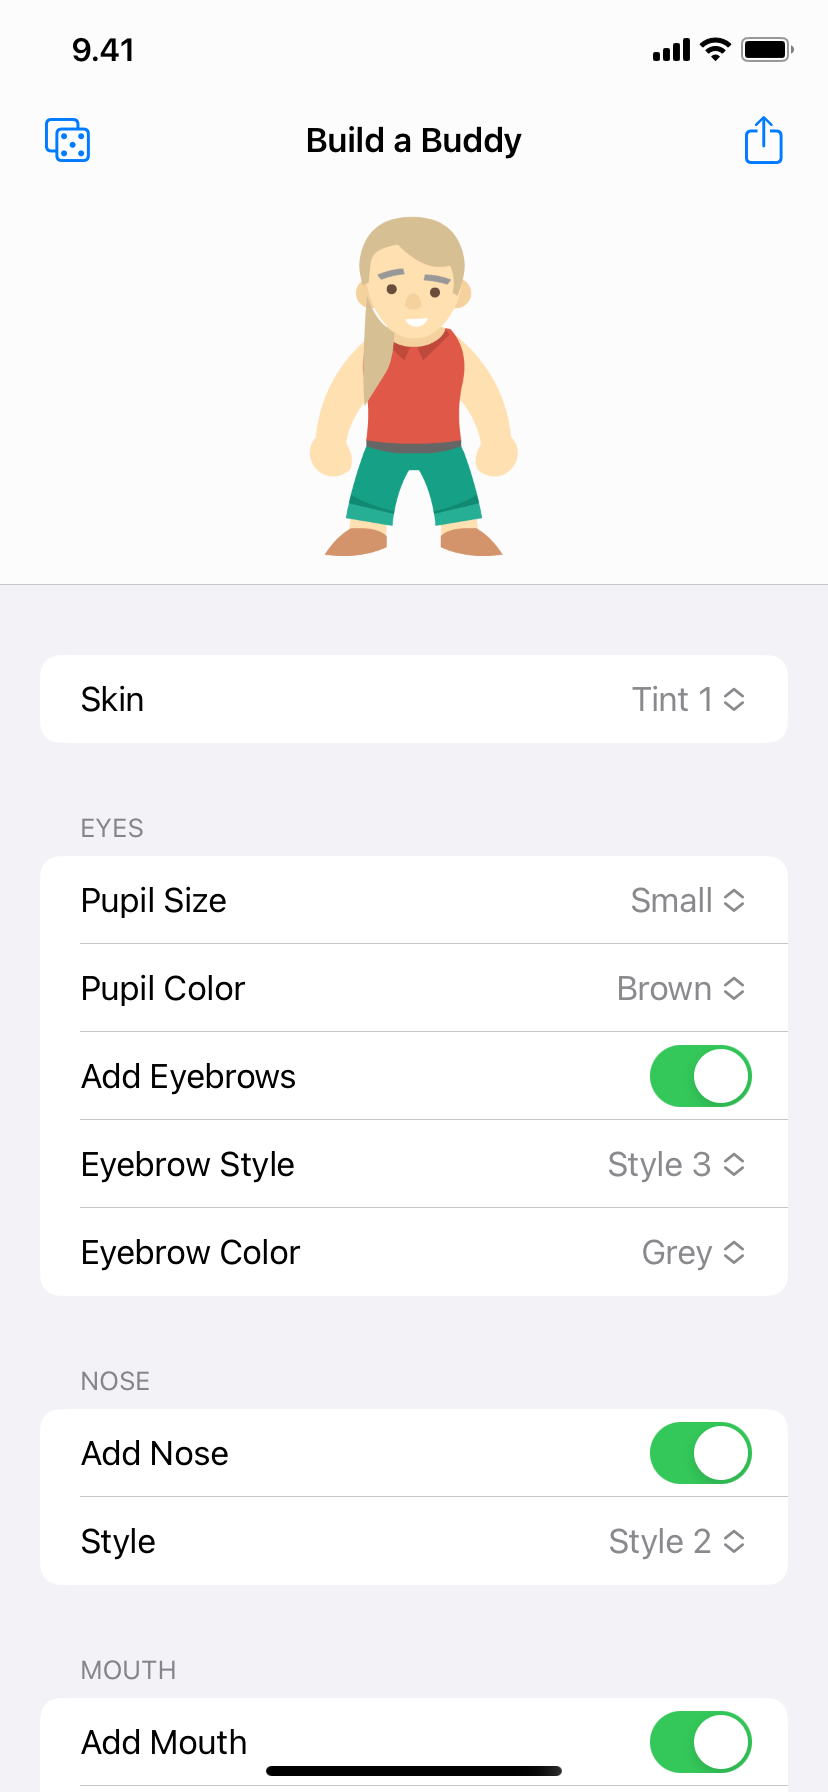 9.41
Build a Buddy
Skin Tint 1
EYES
Pupil Size Small
Pupil Color Brown
Add Eyebrows
Eyebrow Style Style 3
Eyebrow Color Grey
NOSE
Add Nose
Style Style 2
MOUTH
Add Mouth